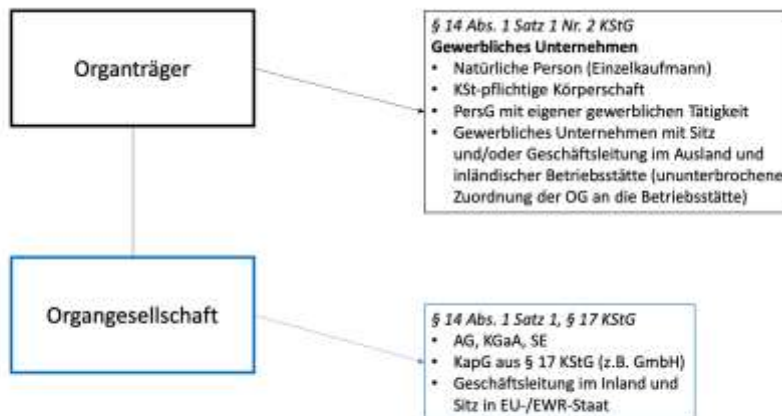 Organträger
§ 14 Abs. 1 Satz 1 Nr. 2 KStG
Gewerbliches Unternehmen
• Natürliche Person (Einzelkaufmann)
• KSt-pflichtige Körperschaft
• PersG mit eigener gewerblichen Tätigkeit
• Gewerbliches Unternehmen mit Sitz
und/oder Geschäftsleitung im Ausland und
inländischer Betriebsstätte (ununterbrochene
Zuordnung der OG an die Betriebsstätte)
Organgesellschaft
§ 14 Abs. 1 Satz 1, § 17 KStG
• AG, KGaA, SE
• KapG aus § 17 KStG (z.B. GmbH)
• Geschäftsleitung im Inland und
Sitz in EU-/EWR-Staat